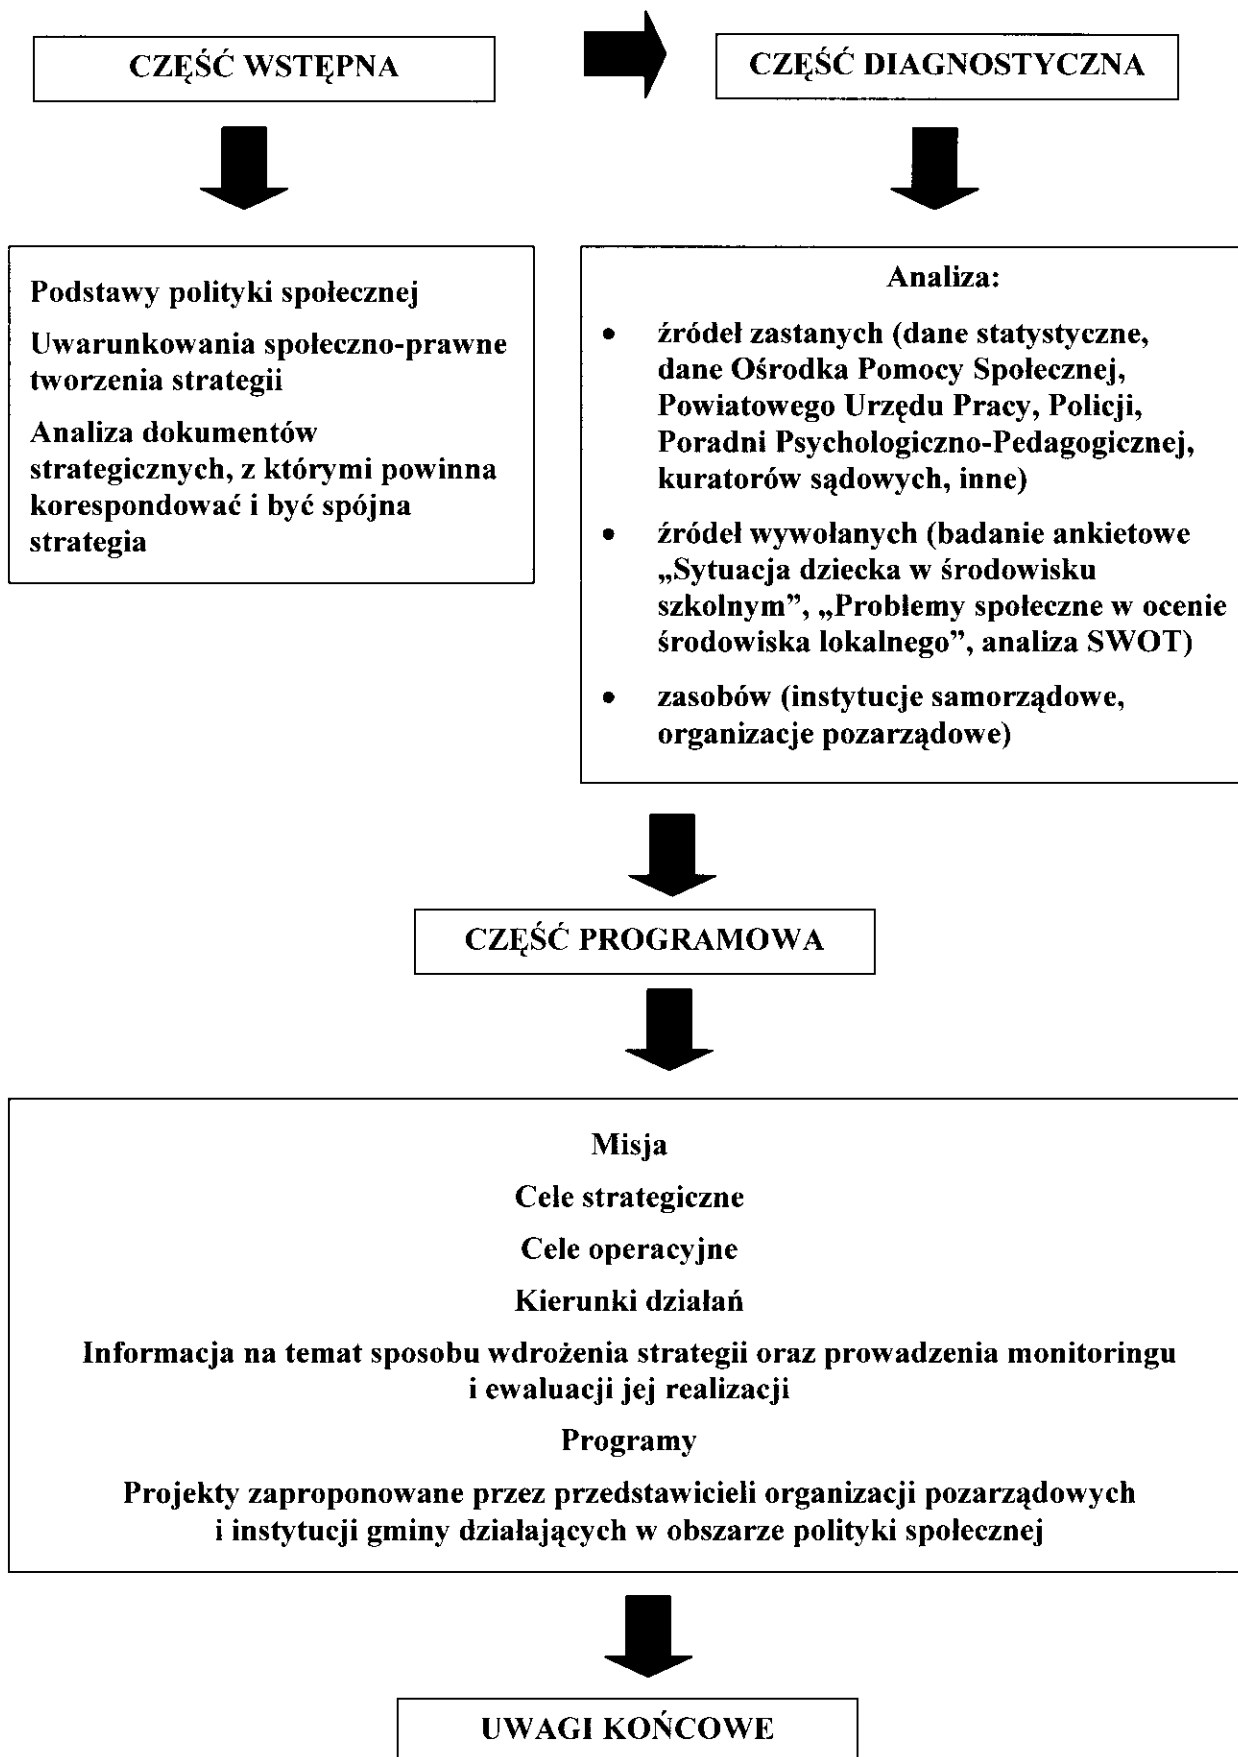 CZĘŚĆ WSTĘPNA
CZĘŚĆ DIAGNOSTYCZNA
Podstawy polityki społecznej
Uwarunkowania społeczno-prawne
tworzenia strategii
Analiza dokumentów
strategicznych, z którymi powinna
korespondować i być spójna
strategia
Analiza:
• źródeł zastanych (dane statystyczne,
dane Ośrodka Pomocy Społecznej,
Powiatowego Urzędu Pracy, Policji,
Poradni Psychologiczno-Pedagogicznej,
kuratorów sądowych, inne)
• źródeł wywołanych (badanie ankietowe
„Sytuacja dziecka w środowisku
szkolnym”, „Problemy społeczne w ocenie
środowiska lokalnego”, analiza SWOT)
• zasobów (instytucje samorządowe,
organizacje pozarządowe)
CZĘŚĆ PROGRAMOWA
Misja
Cele strategiczne
Cele operacyjne
Kierunki działań
Informacja na temat sposobu wdrożenia strategii oraz prowadzenia monitoringu
i ewaluacji jej realizacji
Programy
Projekty zaproponowane przez przedstawicieli organizacji pozarządowych
i instytucji gminy działających w obszarze polityki społecznej
UWAGI KOŃCOWE